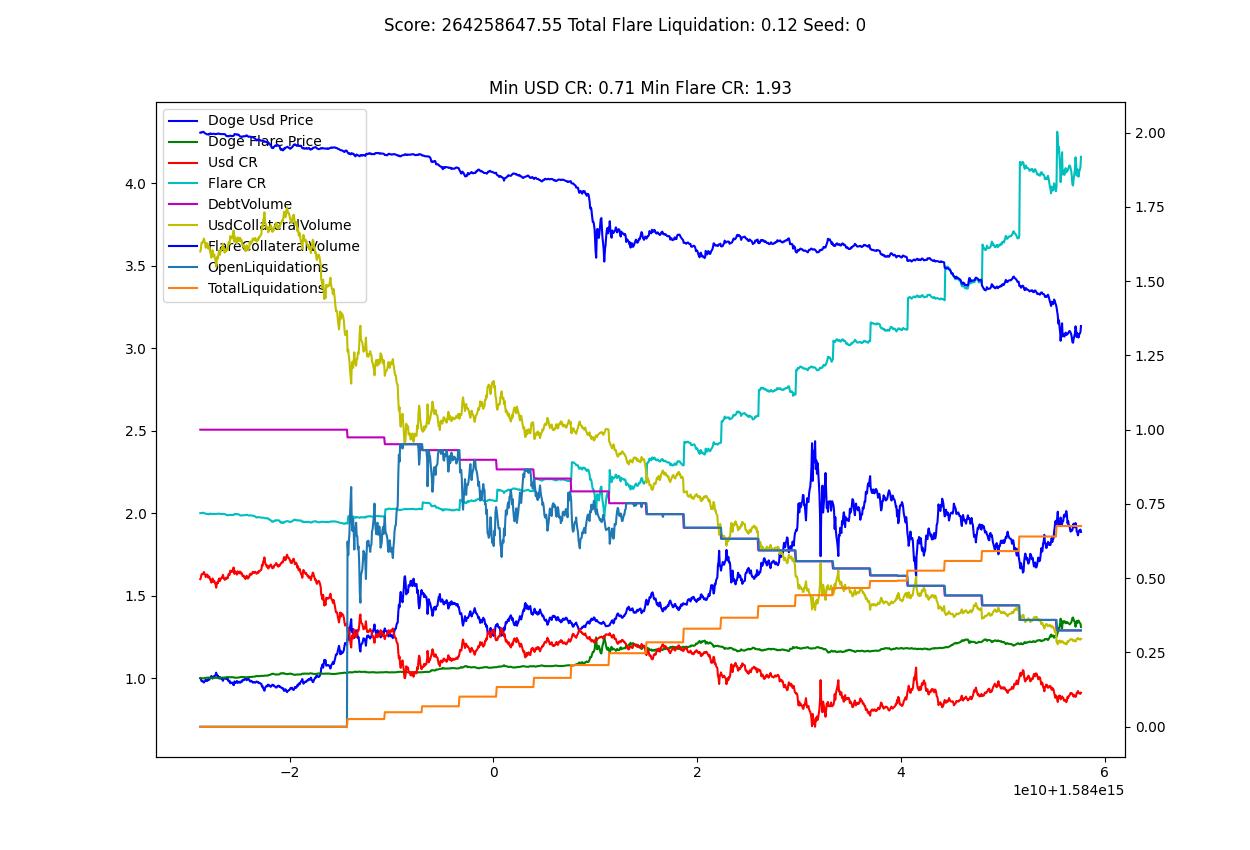 Score: 264258647.55 Total Flare Liquidation: 0.12 Seed: 0
Min USD CR: 0.71 Min Flare CR: 1.93
Doge Usd Price
Doge Flare Price
Usd CR
Flare CR
DebtVolume
UsdCollateralVolume
FlareCollateralVolume
OpenLiquidations
TotalLiquidations
4.0
3.5
3.0
2.5
2.0
1.5
1.0
2.00
1.75
1.50
1.25
1.00
0.75
0.50
0.25
0.00
−2 0 2 4 6
1e10+1.584e15